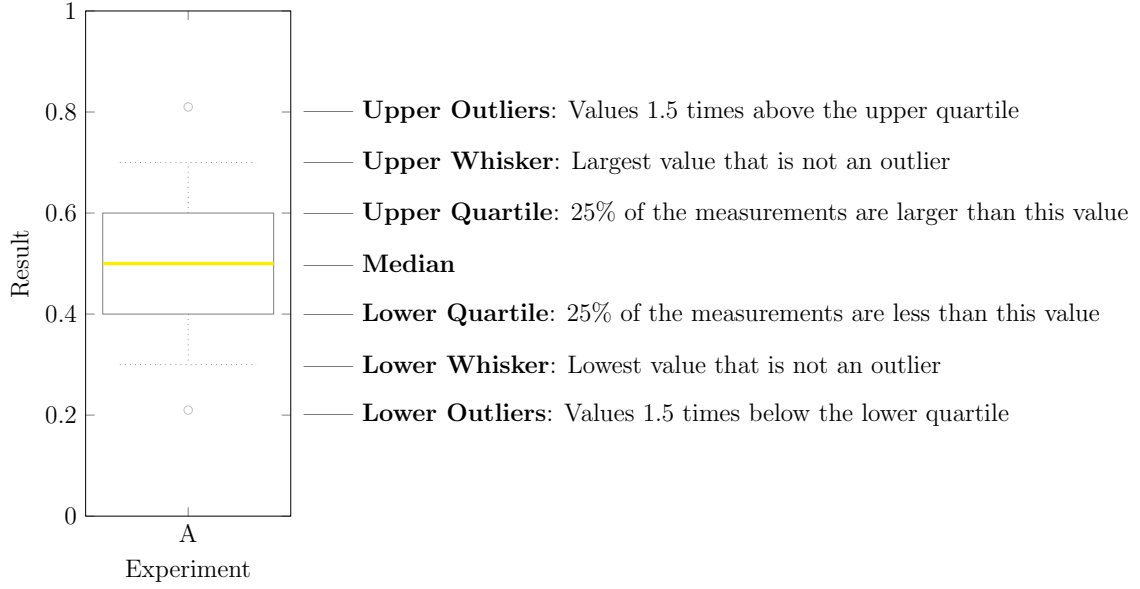 1
0.8
Upper Outliers: Values 1.5 times above the upper quartile
Upper Whisker: Largest value that is not an outlier
0.6
Upper Quartile: 25% of the measurements are larger than this value
Result
Median
0.4
Lower Quartile: 25% of the measurements are less than this value
Lower Whisker: Lowest value that is not an outlier
0.2
Lower Outliers: Values 1.5 times below the lower quartile
0
A
Experiment